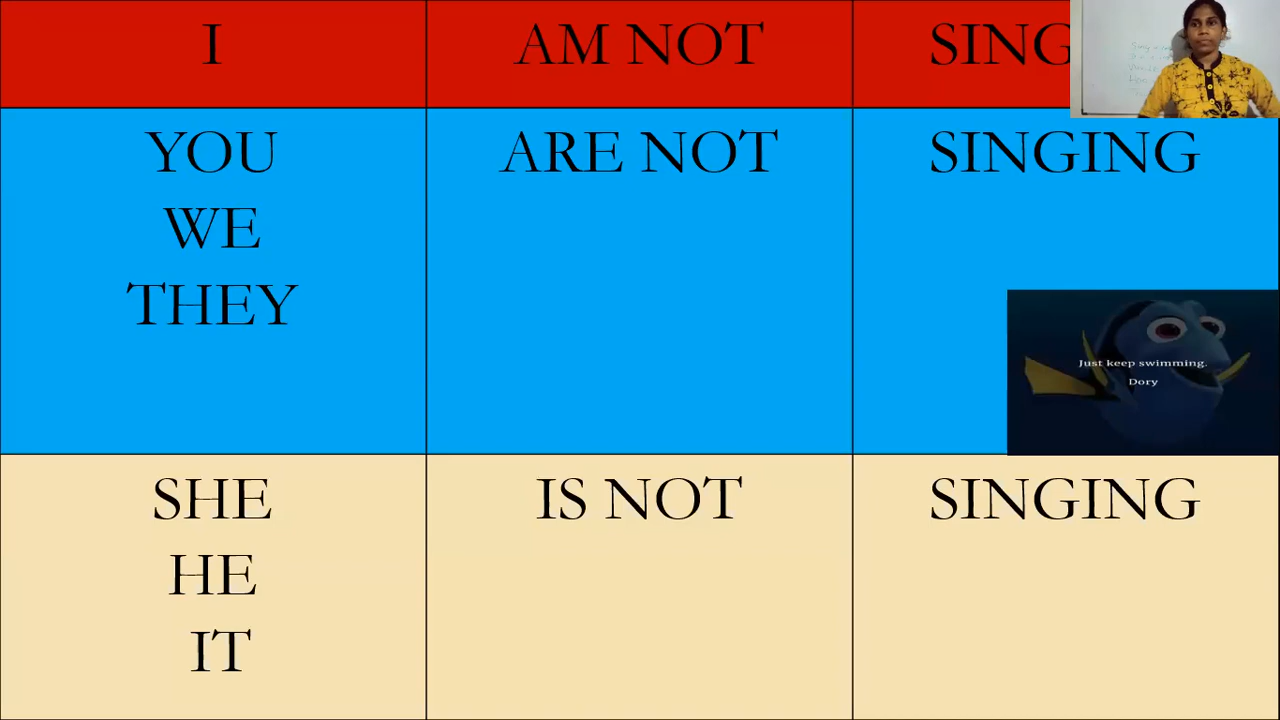 I AM NOT SING
YOU ARE NOT SINGING
WE
THEY
Just keep swimming.
Dory
SHE IS NOT SINGING
HE
IT